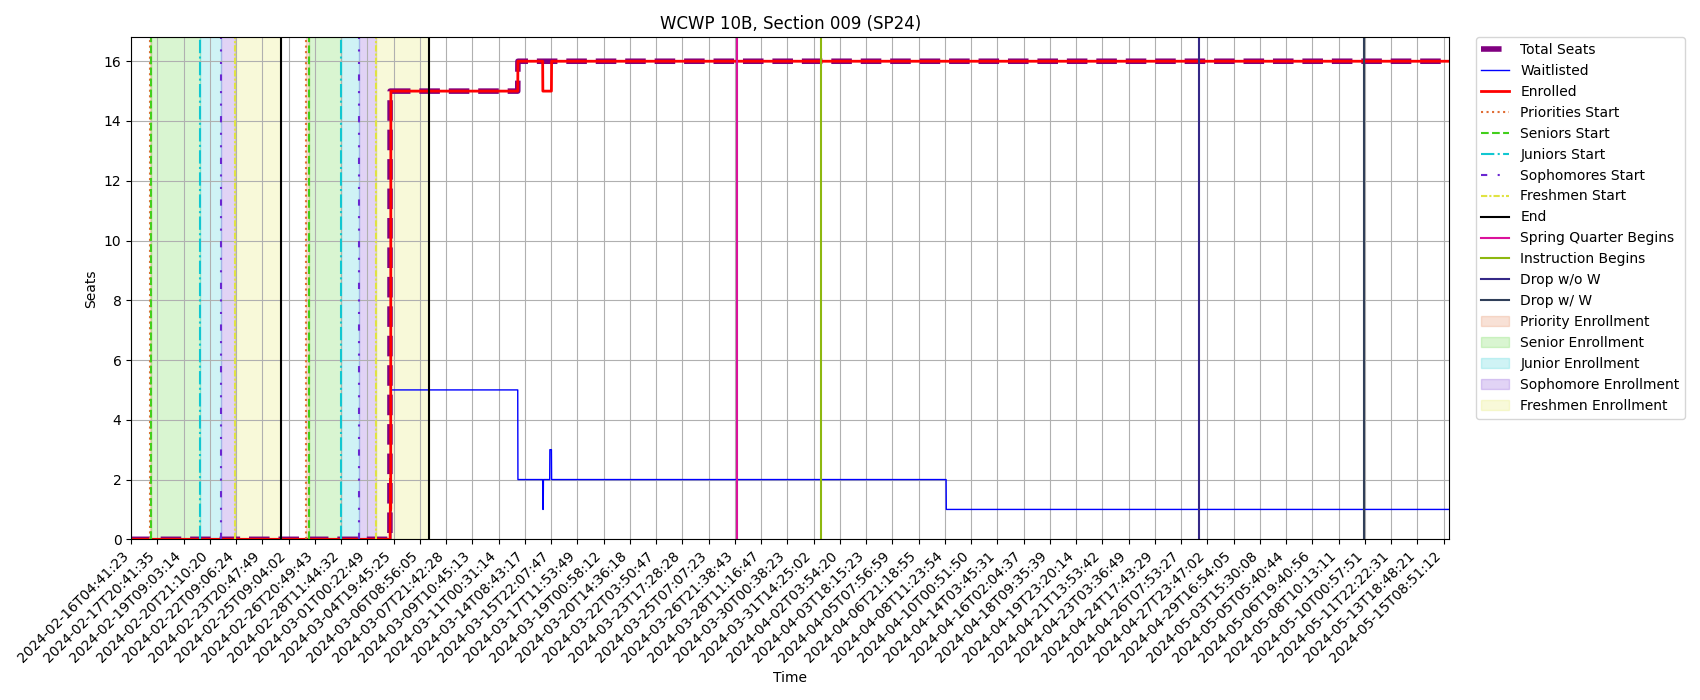 WCWP 10B, Section 009 (SP24)
Seats
16
14
12
10
8
6
4
2
0
2024-02-16T04:41:23
2024-02-17T20:41:35
2024-02-19T09:03:14
2024-02-20T21:10:20
2024-02-22T09:06:24
2024-02-23T20:47:49
2024-02-25T09:04:02
2024-02-26T20:49:43
2024-02-28T11:44:32
2024-03-01T00:22:49
2024-03-04T19:45:25
2024-03-06T08:56:05
2024-03-07T21:42:28
2024-03-09T10:45:13
2024-03-11T00:31:14
2024-03-14T08:43:17
2024-03-15T22:07:47
2024-03-17T11:53:49
2024-03-19T00:58:12
2024-03-20T14:36:18
2024-03-22T03:50:47
2024-03-23T17:28:28
2024-03-25T07:07:23
2024-03-26T21:38:43
2024-03-28T11:16:47
2024-03-30T00:38:23
2024-03-31T14:25:02
2024-04-02T03:54:20
2024-04-03T18:15:23
2024-04-05T07:56:59
2024-04-06T21:18:55
2024-04-08T11:23:54
2024-04-10T00:51:50
2024-04-14T03:45:31
2024-04-16T02:04:37
2024-04-18T09:35:39
2024-04-19T23:20:14
2024-04-21T13:53:42
2024-04-23T03:36:49
2024-04-24T17:43:29
2024-04-26T07:53:27
2024-04-27T23:47:02
2024-04-29T16:54:05
2024-05-03T15:30:08
2024-05-05T05:40:44
2024-05-06T19:40:56
2024-05-08T10:13:11
2024-05-10T00:57:51
2024-05-11T22:22:31
2024-05-13T18:48:21
2024-05-15T08:51:12
Time
Total Seats
Waitlisted
Enrolled
Priorities Start
Seniors Start
Juniors Start
Sophomores Start
Freshmen Start
End
Spring Quarter Begins
Instruction Begins
Drop w/o W
Drop w/ W
Priority Enrollment
Senior Enrollment
Junior Enrollment
Sophomore Enrollment
Freshmen Enrollment